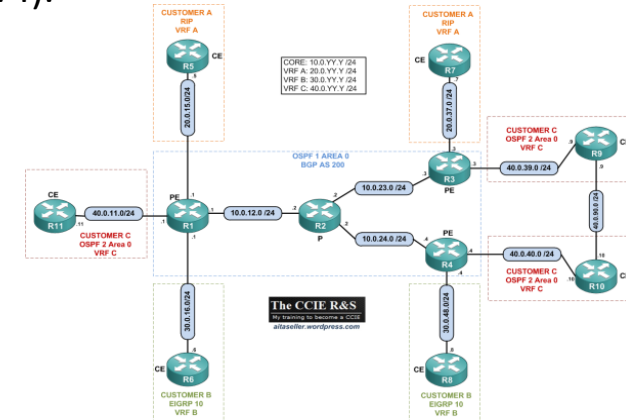 CUSTOMER A
RIP
VRF A
CUSTOMER A
RIP
VRF A
CE
R5
.5
CORE: 10.0.YY.Y /24
VRF A: 20.0.YY.Y /24
VRF B: 30.0.YY.Y /24
VRF C: 40.0.YY.Y /24
CE
R7
.7
20.0.15.0/24
20.0.37.0 /24
CUSTOMER C
OSPF 2 Area 0
VRF C
R9
OSPF 1 AREA 0
BGP AS 200
.3
R3
PE
.3
.3
40.0.39.0 /24
.9
.9
CE
R11
.11
40.0.11.0/24
.1
PE
.1
R1
.1
.1
10.0.12.0 /24
.2
R2
P
.2
.2
10.0.23.0 /24
10.0.24.0 /24
40.0.90.0 /24
CUSTOMER C
OSPF 2 Area 0
VRF C
PE
.4
R4
.4
.4
40.0.40.0 /24
.10
.10
R10
CUSTOMER C
OSPF 2 Area 0
VRF C
30.0.16.0 /24
The CCIE R&S
My training to become a CCIE
aitaseller.wordpress.com
30.0.48.0 /24
CE
R6
CE
R8
CUSTOMER B
EIGRP 10
VRF B
CUSTOMER B
EIGRP 10
VRF B